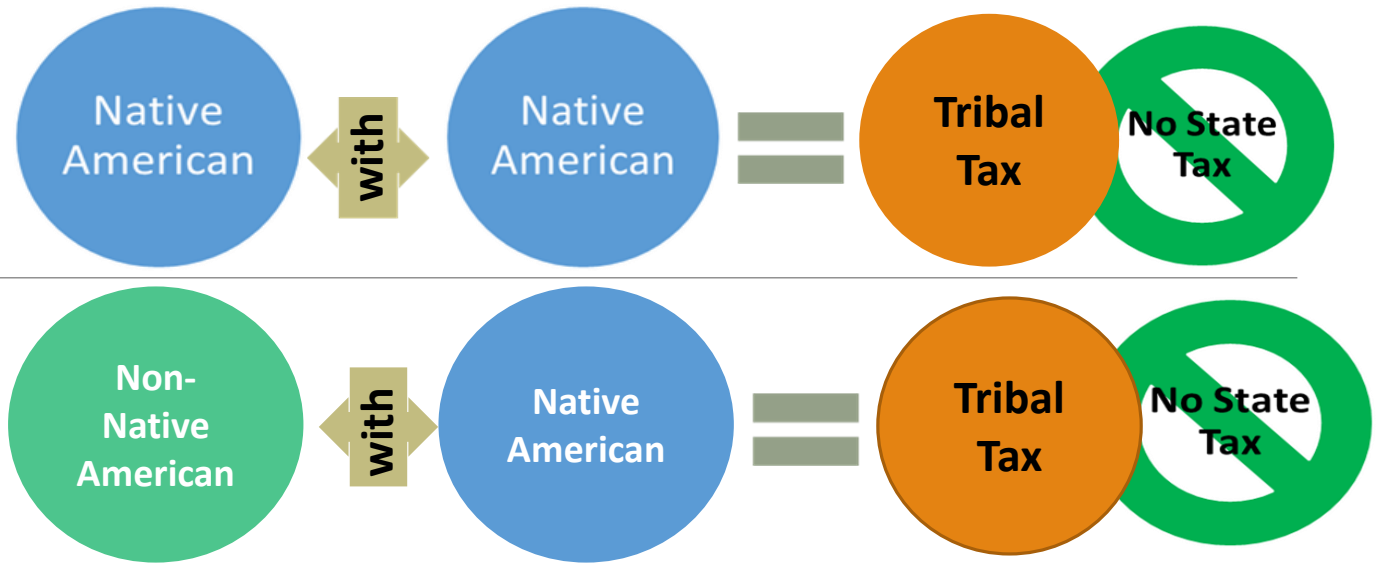 Native
American
with
Native
American
Tribal
Tax
No State
Tax
Non-
Native
American
with
Native
American
Tribal
Tax
No State
Tax